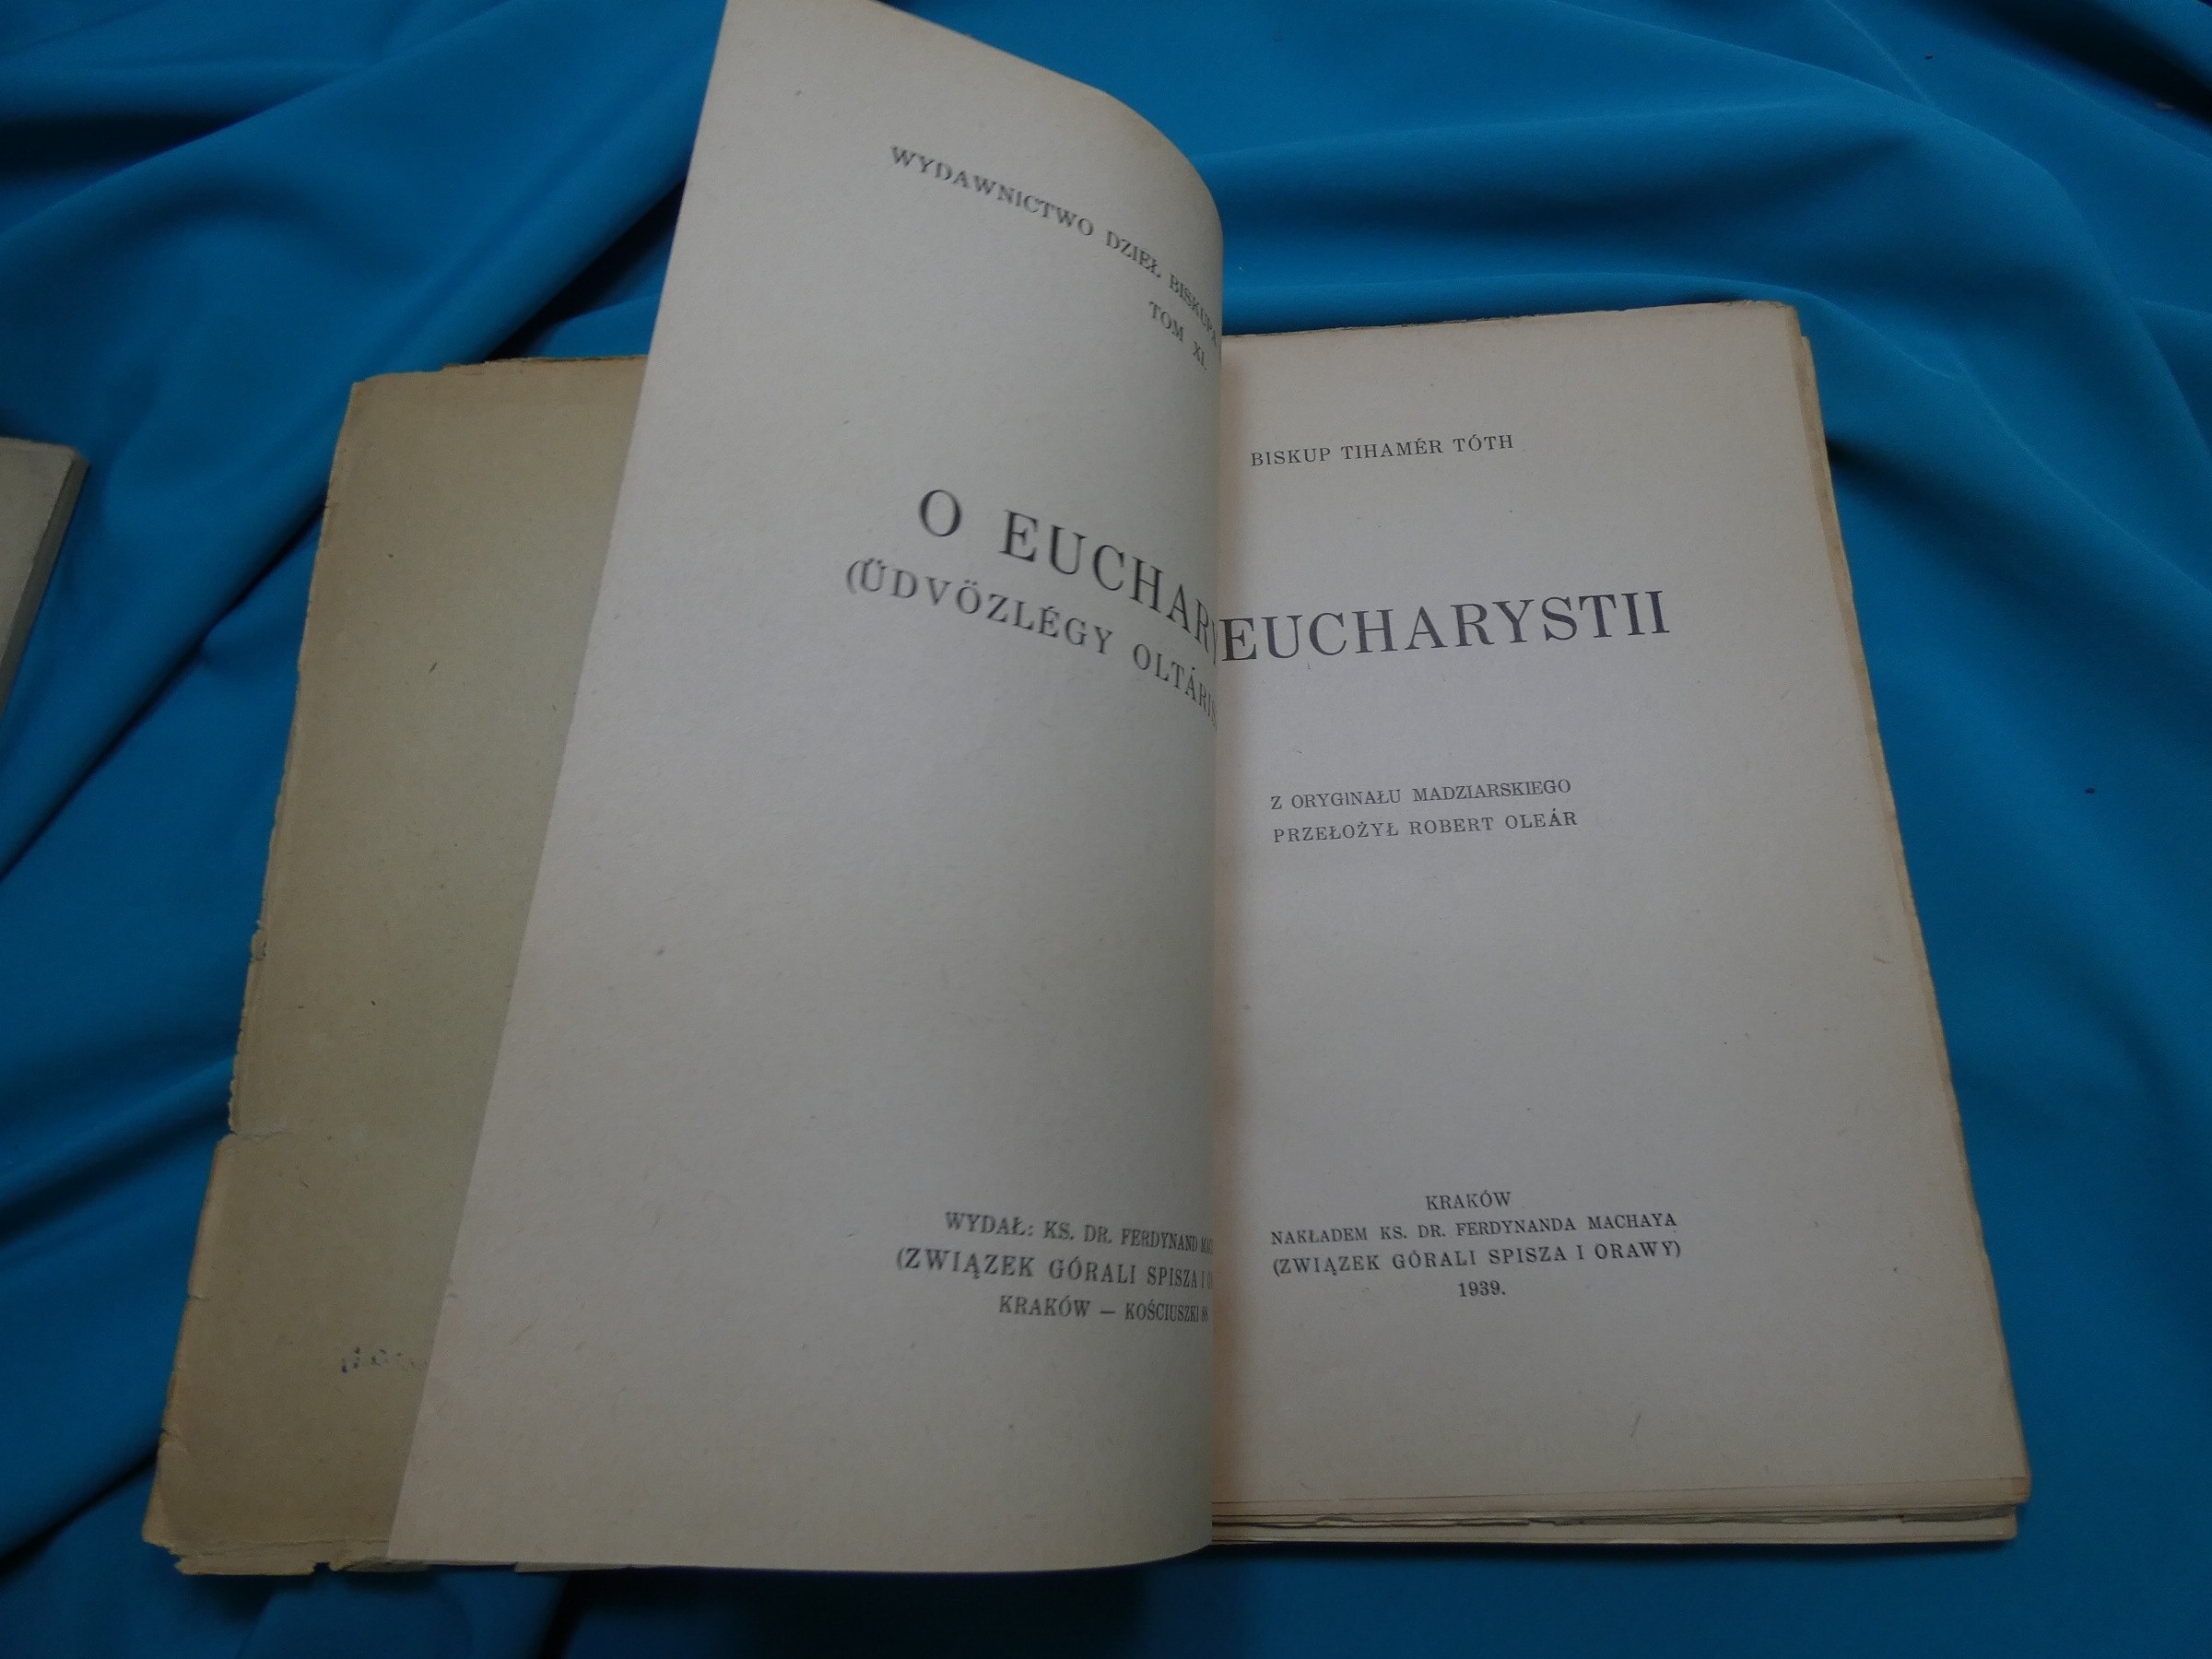 WYDAWNICTWO DZIEŁ BISKUPA
TOM XI.
O EUCHARY
(ÜDVÖZLÉGY OLTÁRI
WYDAŁ: KS. DR. FERDYNAND
(ZWIĄZEK GÓRALI SPISZA I
KRAKÓW — KOŚCIUSZKI
BISKUP TIHAMÉR TÓTH
EUCHARYSTII
Z ORYGINAŁU MADZIARSKIEGO
PRZEŁOŻYŁ ROBERT OLEÁR
KRAKÓW
NAKŁADEM KS. DR. FERDYNANDA MACHAYA
(ZWIĄZEK GÓRALI SPISZA I ORAWY)
1939.